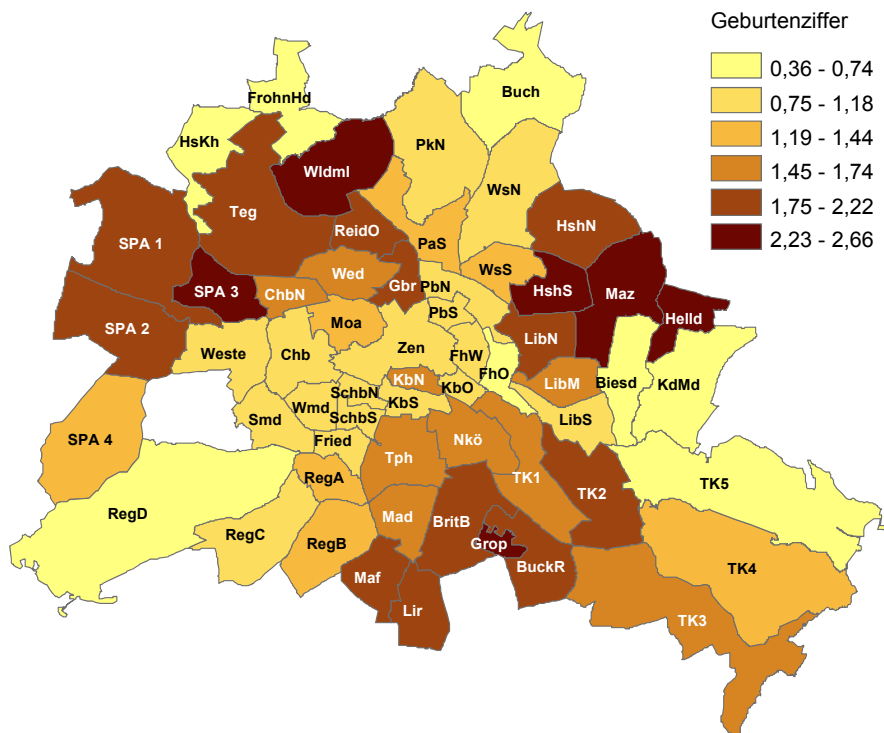 Geburtenziffer
0,36 - 0,74
0,75 - 1,18
1,19 - 1,44
1,45 - 1,74
1,75 - 2,22
2,23 - 2,66
FrohnHd
Buch
HsKh
PkN
Wldml
WsN
Teg
HshN
ReidO
PaS
SPA 1
WsS
Wed
Gbr
PbN
HshS
Maz
Helld
SPA 3
ChbN
PbS
Moa
SPA 2
LibN
Weste
Chb
Zen
FhW
FhO
KbN
KbO
LibM
Biesd
KdMd
SchbN
KbS
Wmd
SchbS
LibS
Smd
SPA 4
Fried
Nkö
Tph
RegA
TK1
TK5
TK2
RegD
Mad
BritB
RegC
RegB
Grop
BuckR
TK4
Maf
Lir
TK3